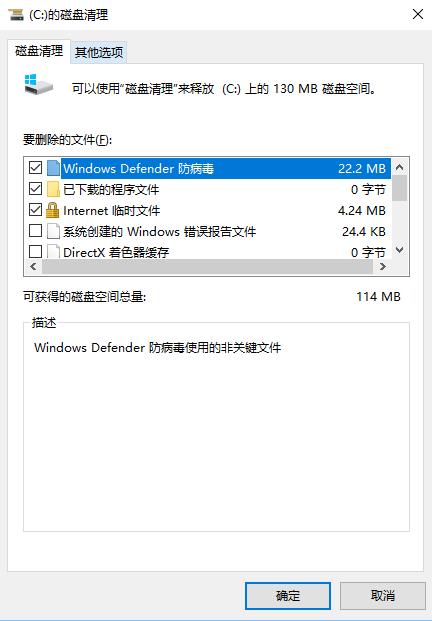 (C:)的磁盘清理
磁盘清理 其他选项
可以使用“磁盘清理”来释放 (C:) 上的 130 MB 磁盘空间。
要删除的文件(F):
Windows Defender 防病毒 22.2 MB
已下载的程序文件 0 字节
Internet 临时文件 4.24 MB
系统创建的 Windows 错误报告文件 24.4 KB
DirectX 着色器缓存 0 字节
可获得的磁盘空间总量: 114 MB
描述
Windows Defender 防病毒使用的非关键文件
确定 取消